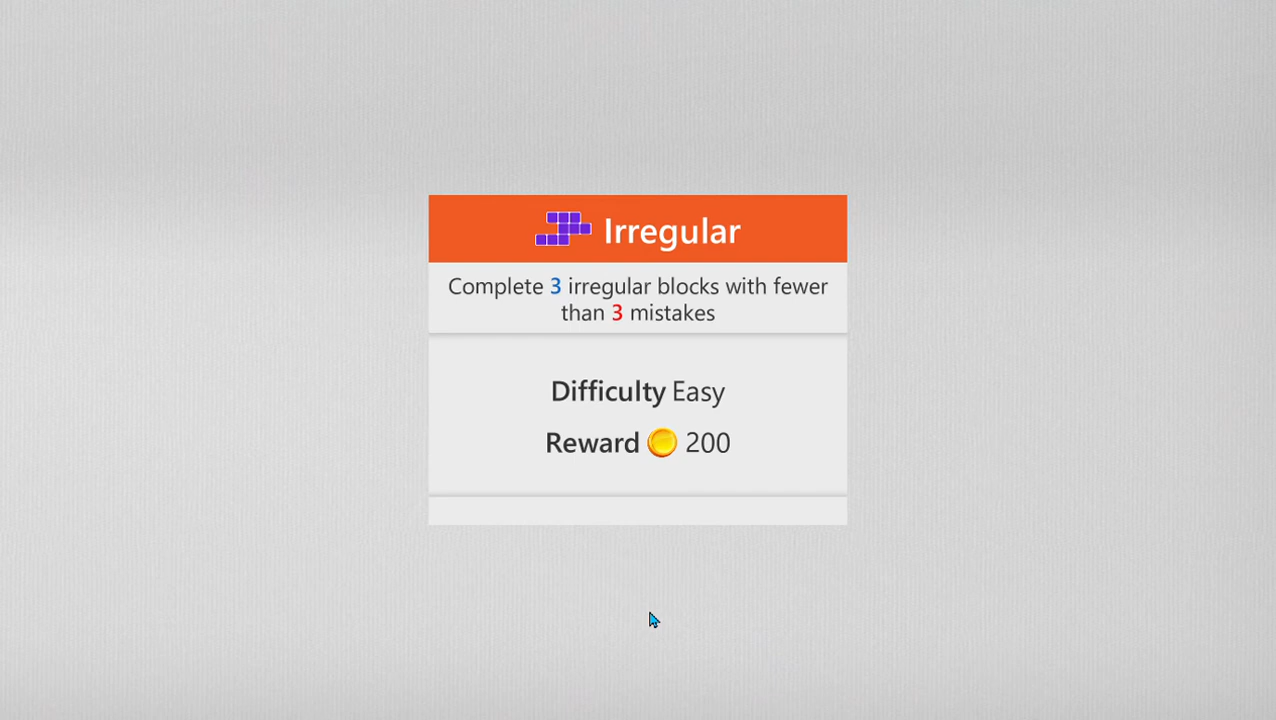 Irregular
Complete 3 irregular blocks with fewer
than 3 mistakes
Difficulty Easy
Reward 200